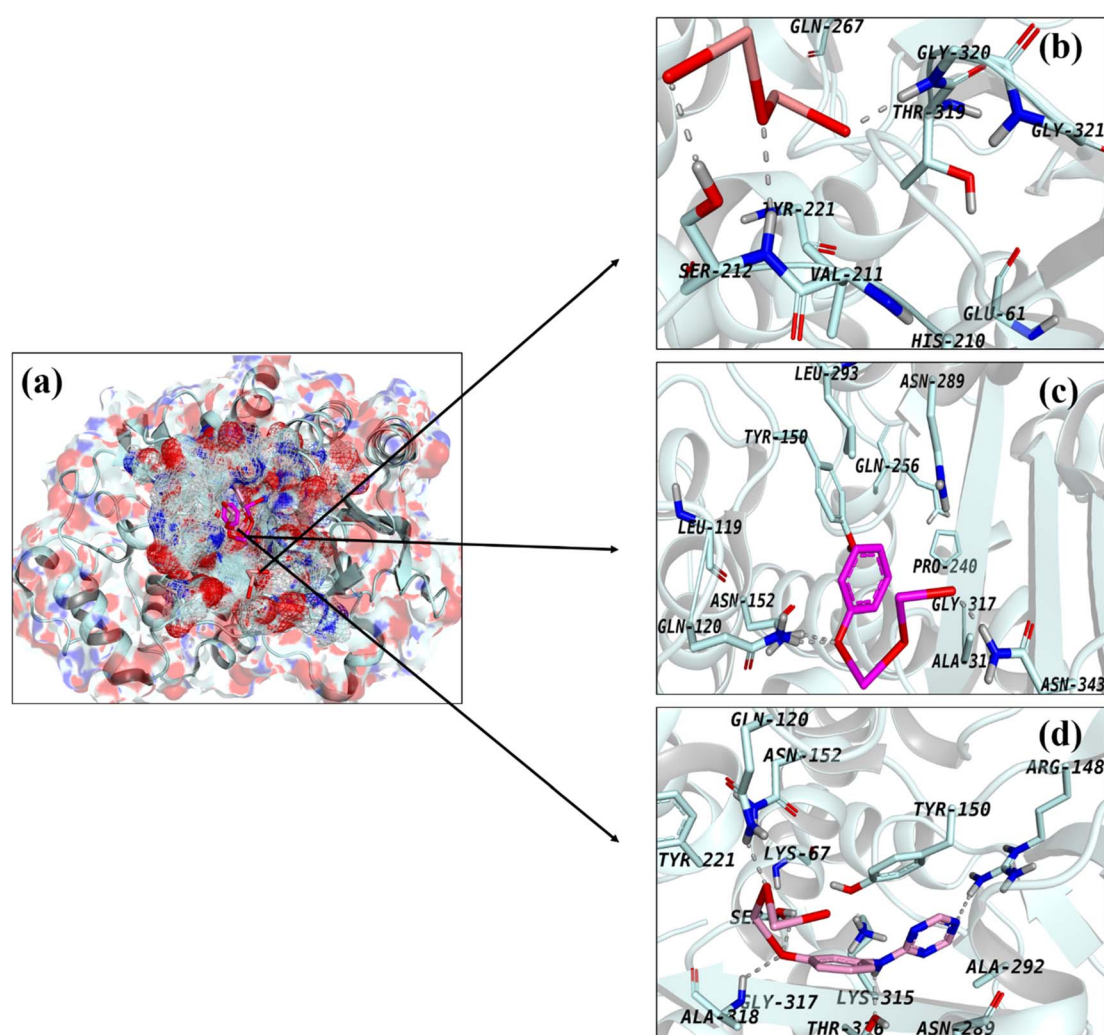 (a)
(b)
GLN-267
GLY-320
THR-319
GLY-321
TYR-221
SER-212
VAL-211
GLU-61
HIS-210
(c)
LEU-293
ASN-289
TYR-150
GLN-256
LEU-119
PRO-240
ASN-152
GLY-317
GLN-120
ALA-31
ASN-343
(d)
GLN-120
ASN-152
ARG-148
TYR-150
TYR 221
LYS-67
SE
ALA-292
GLY-317
LYS-315
ALA-318